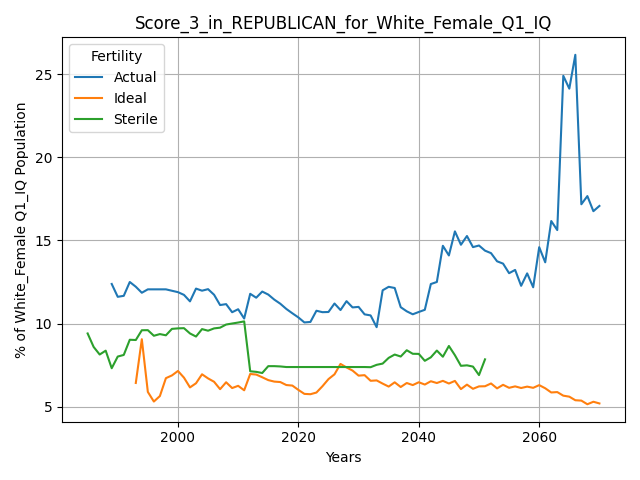 Score_3_in_REPUBLICAN_for_White_Female_Q1_IQ
Fertility
Actual
Ideal
Sterile
% of White_Female Q1_IQ Population
25
20
15
10
5
2000 2020 2040 2060
Years